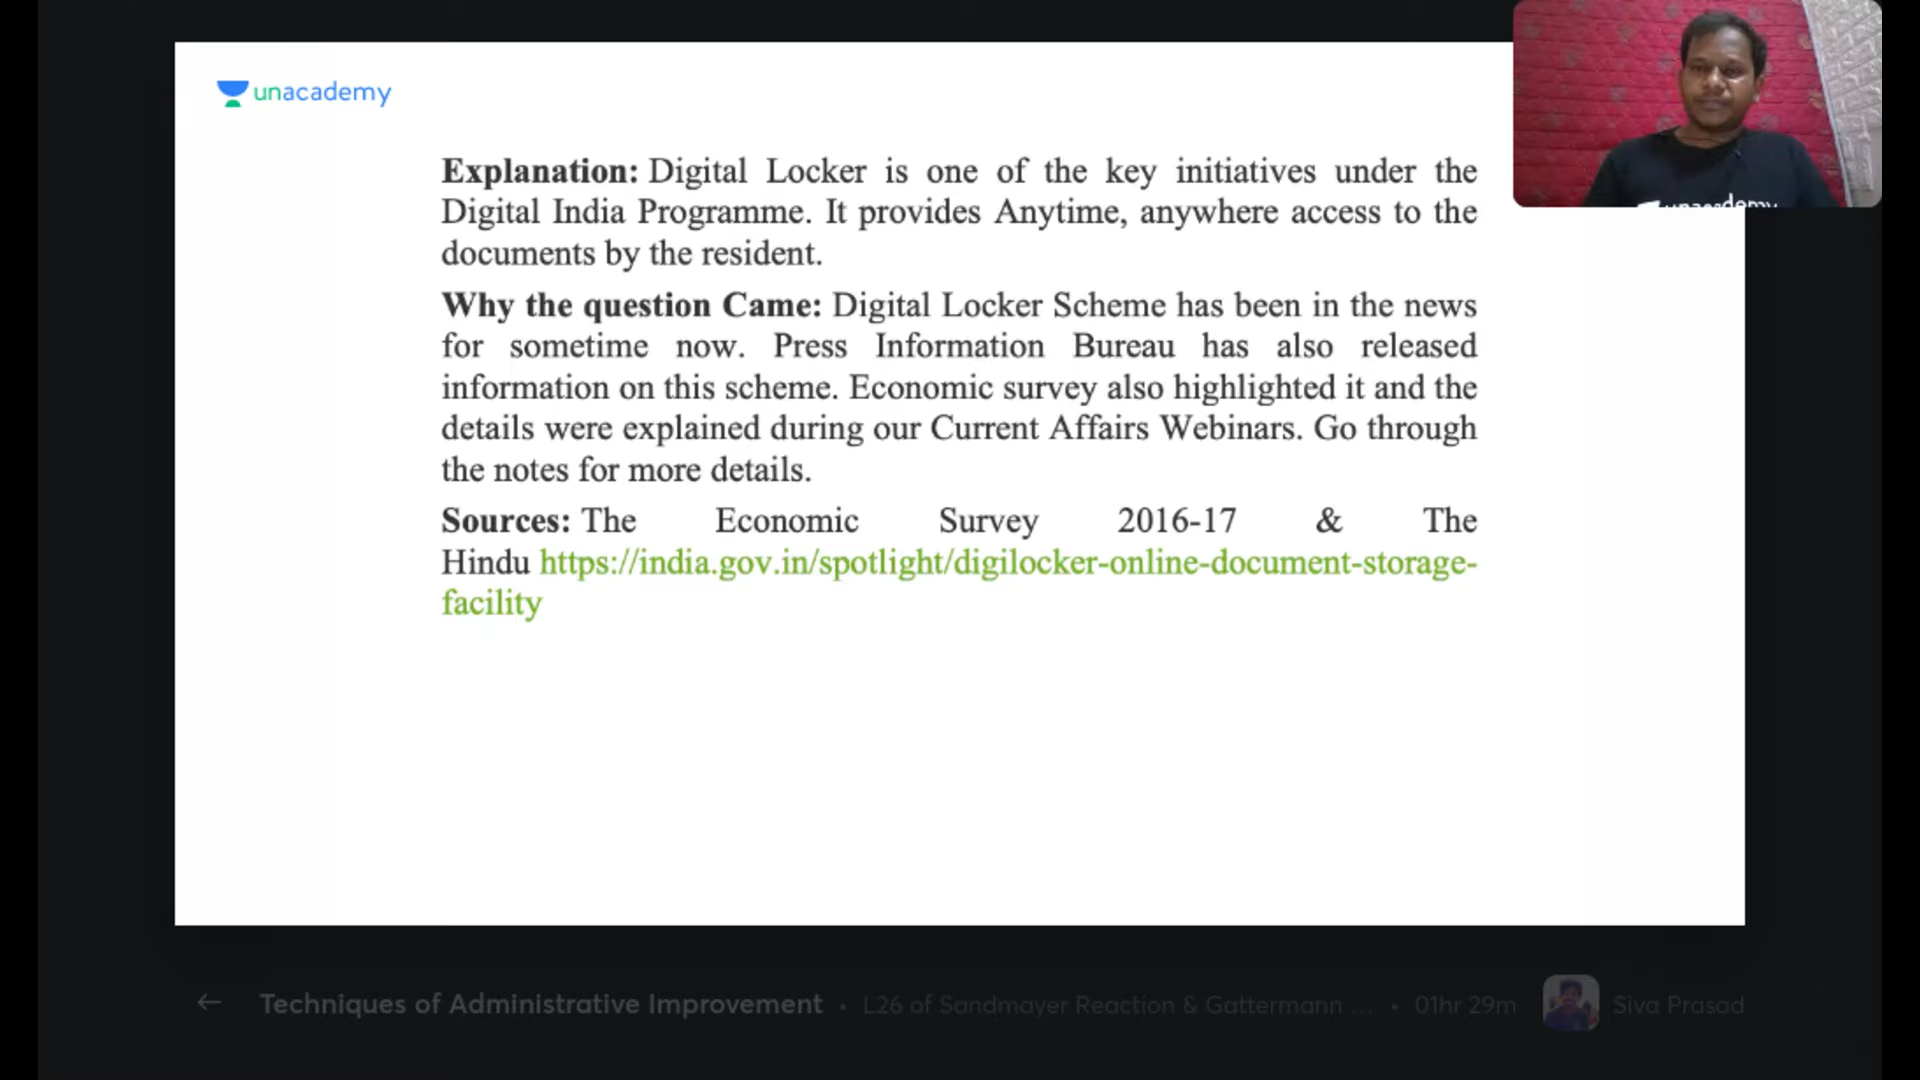 unacademy
Explanation: Digital Locker is one of the key initiatives under the
Digital India Programme. It provides Anytime, anywhere access to the
documents by the resident.
Why the question Came: Digital Locker Scheme has been in the news
for sometime now. Press Information Bureau has also released
information on this scheme. Economic survey also highlighted it and the
details were explained during our Current Affairs Webinars. Go through
the notes for more details.
Sources: The Economic Survey 2016-17 & The
Hindu https://india.gov.in/spotlight/digilocker-online-document-storage-
facility
unacademy
← Techniques of Administrative Improvement • L26 of Sandmayer Reaction & Gattermann ... • 01hr 29m Siva Prasad